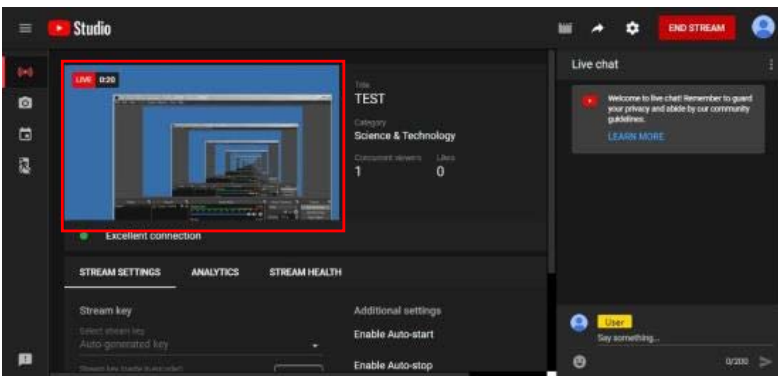 Studio
END STREAM
LIVE 0:20
Title
TEST
Category
Science & Technology
Concurrent viewers Likes
1 0
Excellent connection
STREAM SETTINGS ANALYTICS STREAM HEALTH
Stream key
Select stream key
Auto-generated key
Additional settings
Enable Auto-start
Enable Auto-stop
Live chat
Welcome to live chat! Remember to guard
your privacy and abide by our community
guidelines.
LEARN MORE
User
Say something...
0/200